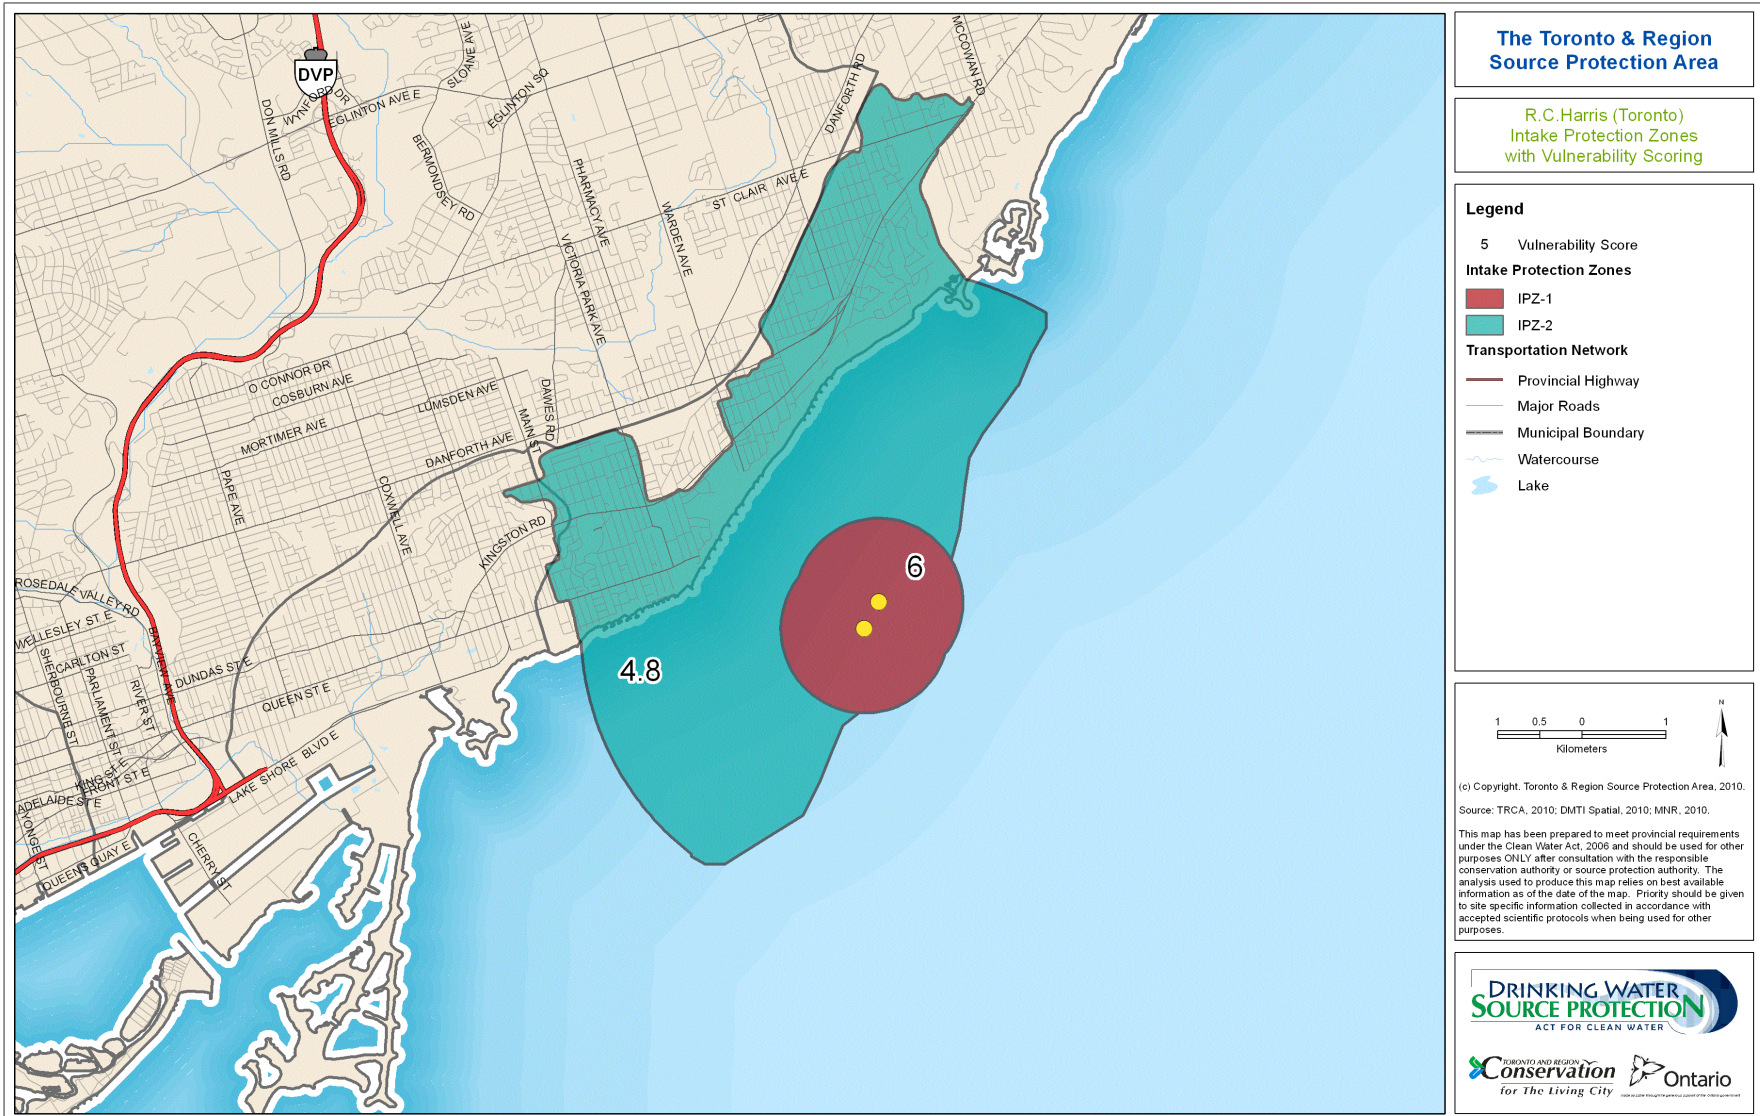 DVP
SLOANE AVE
EGLINTON SQ
WYNFORD DR
EGLINTON AVE E
DON MILLS RD
BERMONDSEY RD
DANFORTH RD
MCCOWAN RD
PHARMACY AVE
ST CLAIR AVE E
WARDEN AVE
VICTORIA PARK AVE
O CONNOR DR
COSBURN AVE
LUMSDEN AVE
DAWES RD
MAIN ST
MORTIMER AVE
DANFORTH AVE
PAPE AVE
COXWELL AVE
KINGSTON RD
6
4.8
ROSEDALE VALLEY RD
WELLESLEY ST E
CARLTON ST
SHERBOURNE ST
PARLIAMENT ST
RIVER ST
BAYVIEW AVE
DUNDAS ST E
QUEEN ST E
KING ST E
FRONT ST E
ADELAIDE ST E
LAKE SHORE BLVD E
YONGE ST
QUEENS QUAY E
CHERRY ST
The Toronto & Region
Source Protection Area
R.C.Harris (Toronto)
Intake Protection Zones
with Vulnerability Scoring
Legend
5 Vulnerability Score
Intake Protection Zones
IPZ-1
IPZ-2
Transportation Network
Provincial Highway
Major Roads
Municipal Boundary
Watercourse
Lake
N
1 0.5 0 1
Kilometers
(c) Copyright. Toronto & Region Source Protection Area, 2010.
Source: TRCA, 2010; DMTI Spatial, 2010; MNR, 2010.
This map has been prepared to meet provincial requirements
under the Clean Water Act, 2006 and should be used for other
purposes ONLY after consultation with the responsible
conservation authority or source protection authority. The
analysis used to produce this map relies on best available
information as of the date of the map. Priority should be given
to site specific information collected in accordance with
accepted scientific protocols when being used for other
purposes.
DRINKING WATER
SOURCE PROTECTION
ACT FOR CLEAN WATER
TORONTO AND REGION
Conservation
for The Living City
Ontario